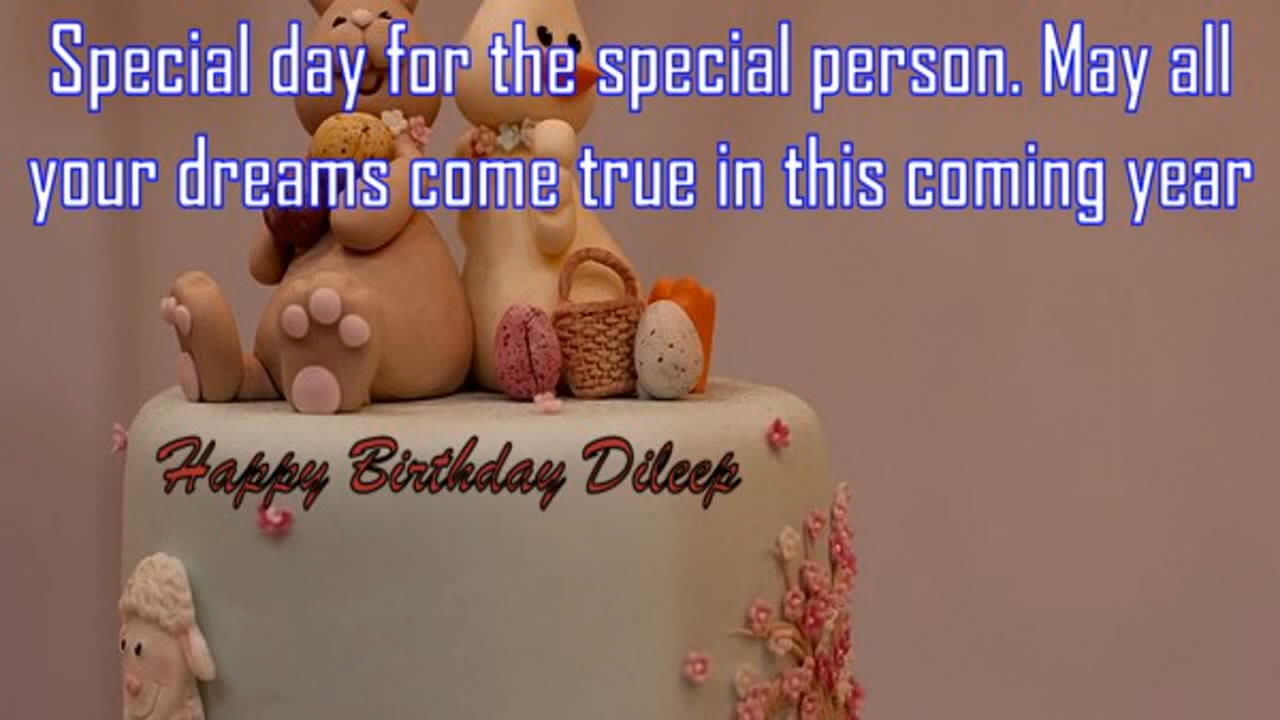 Special day for the special person. May all
your dreams come true in this coming year
Happy Birthday Dileep